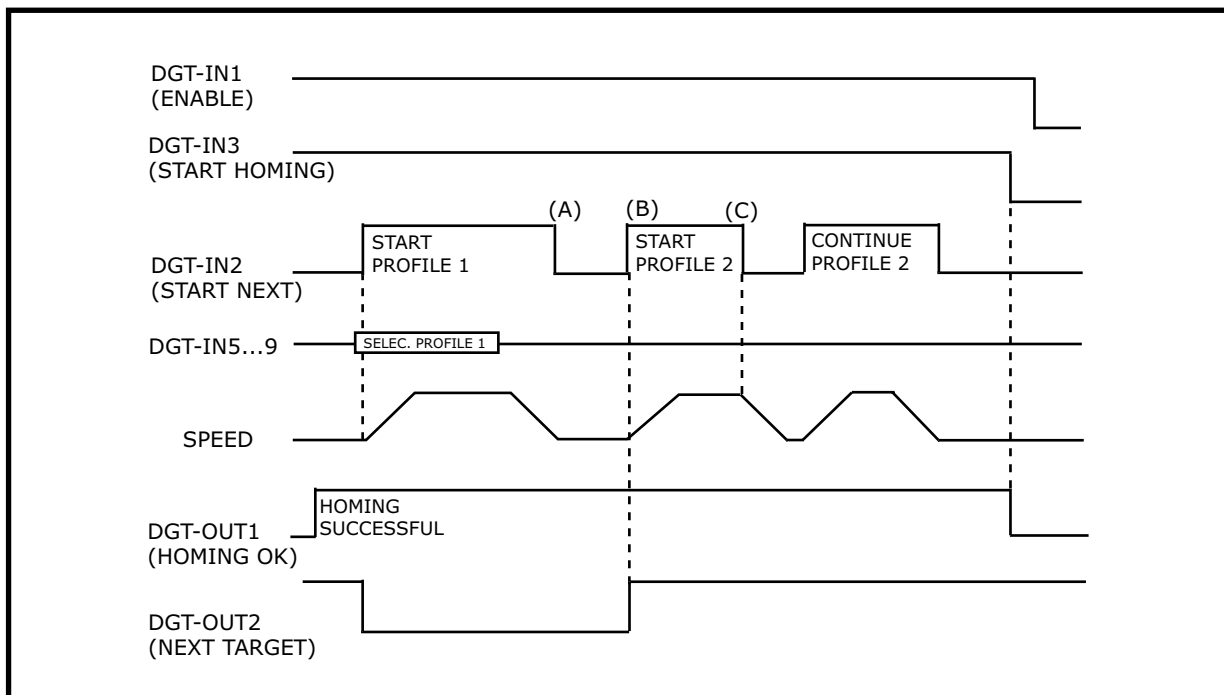 DGT-IN1
(ENABLE)
DGT-IN3
(START HOMING)
(A)
(B)
(C)
START
PROFILE 1
START
PROFILE 2
CONTINUE
PROFILE 2
DGT-IN2
(START NEXT)
DGT-IN5...9
SELEC. PROFILE 1
SPEED
HOMING
SUCCESSFUL
DGT-OUT1
(HOMING OK)
DGT-OUT2
(NEXT TARGET)